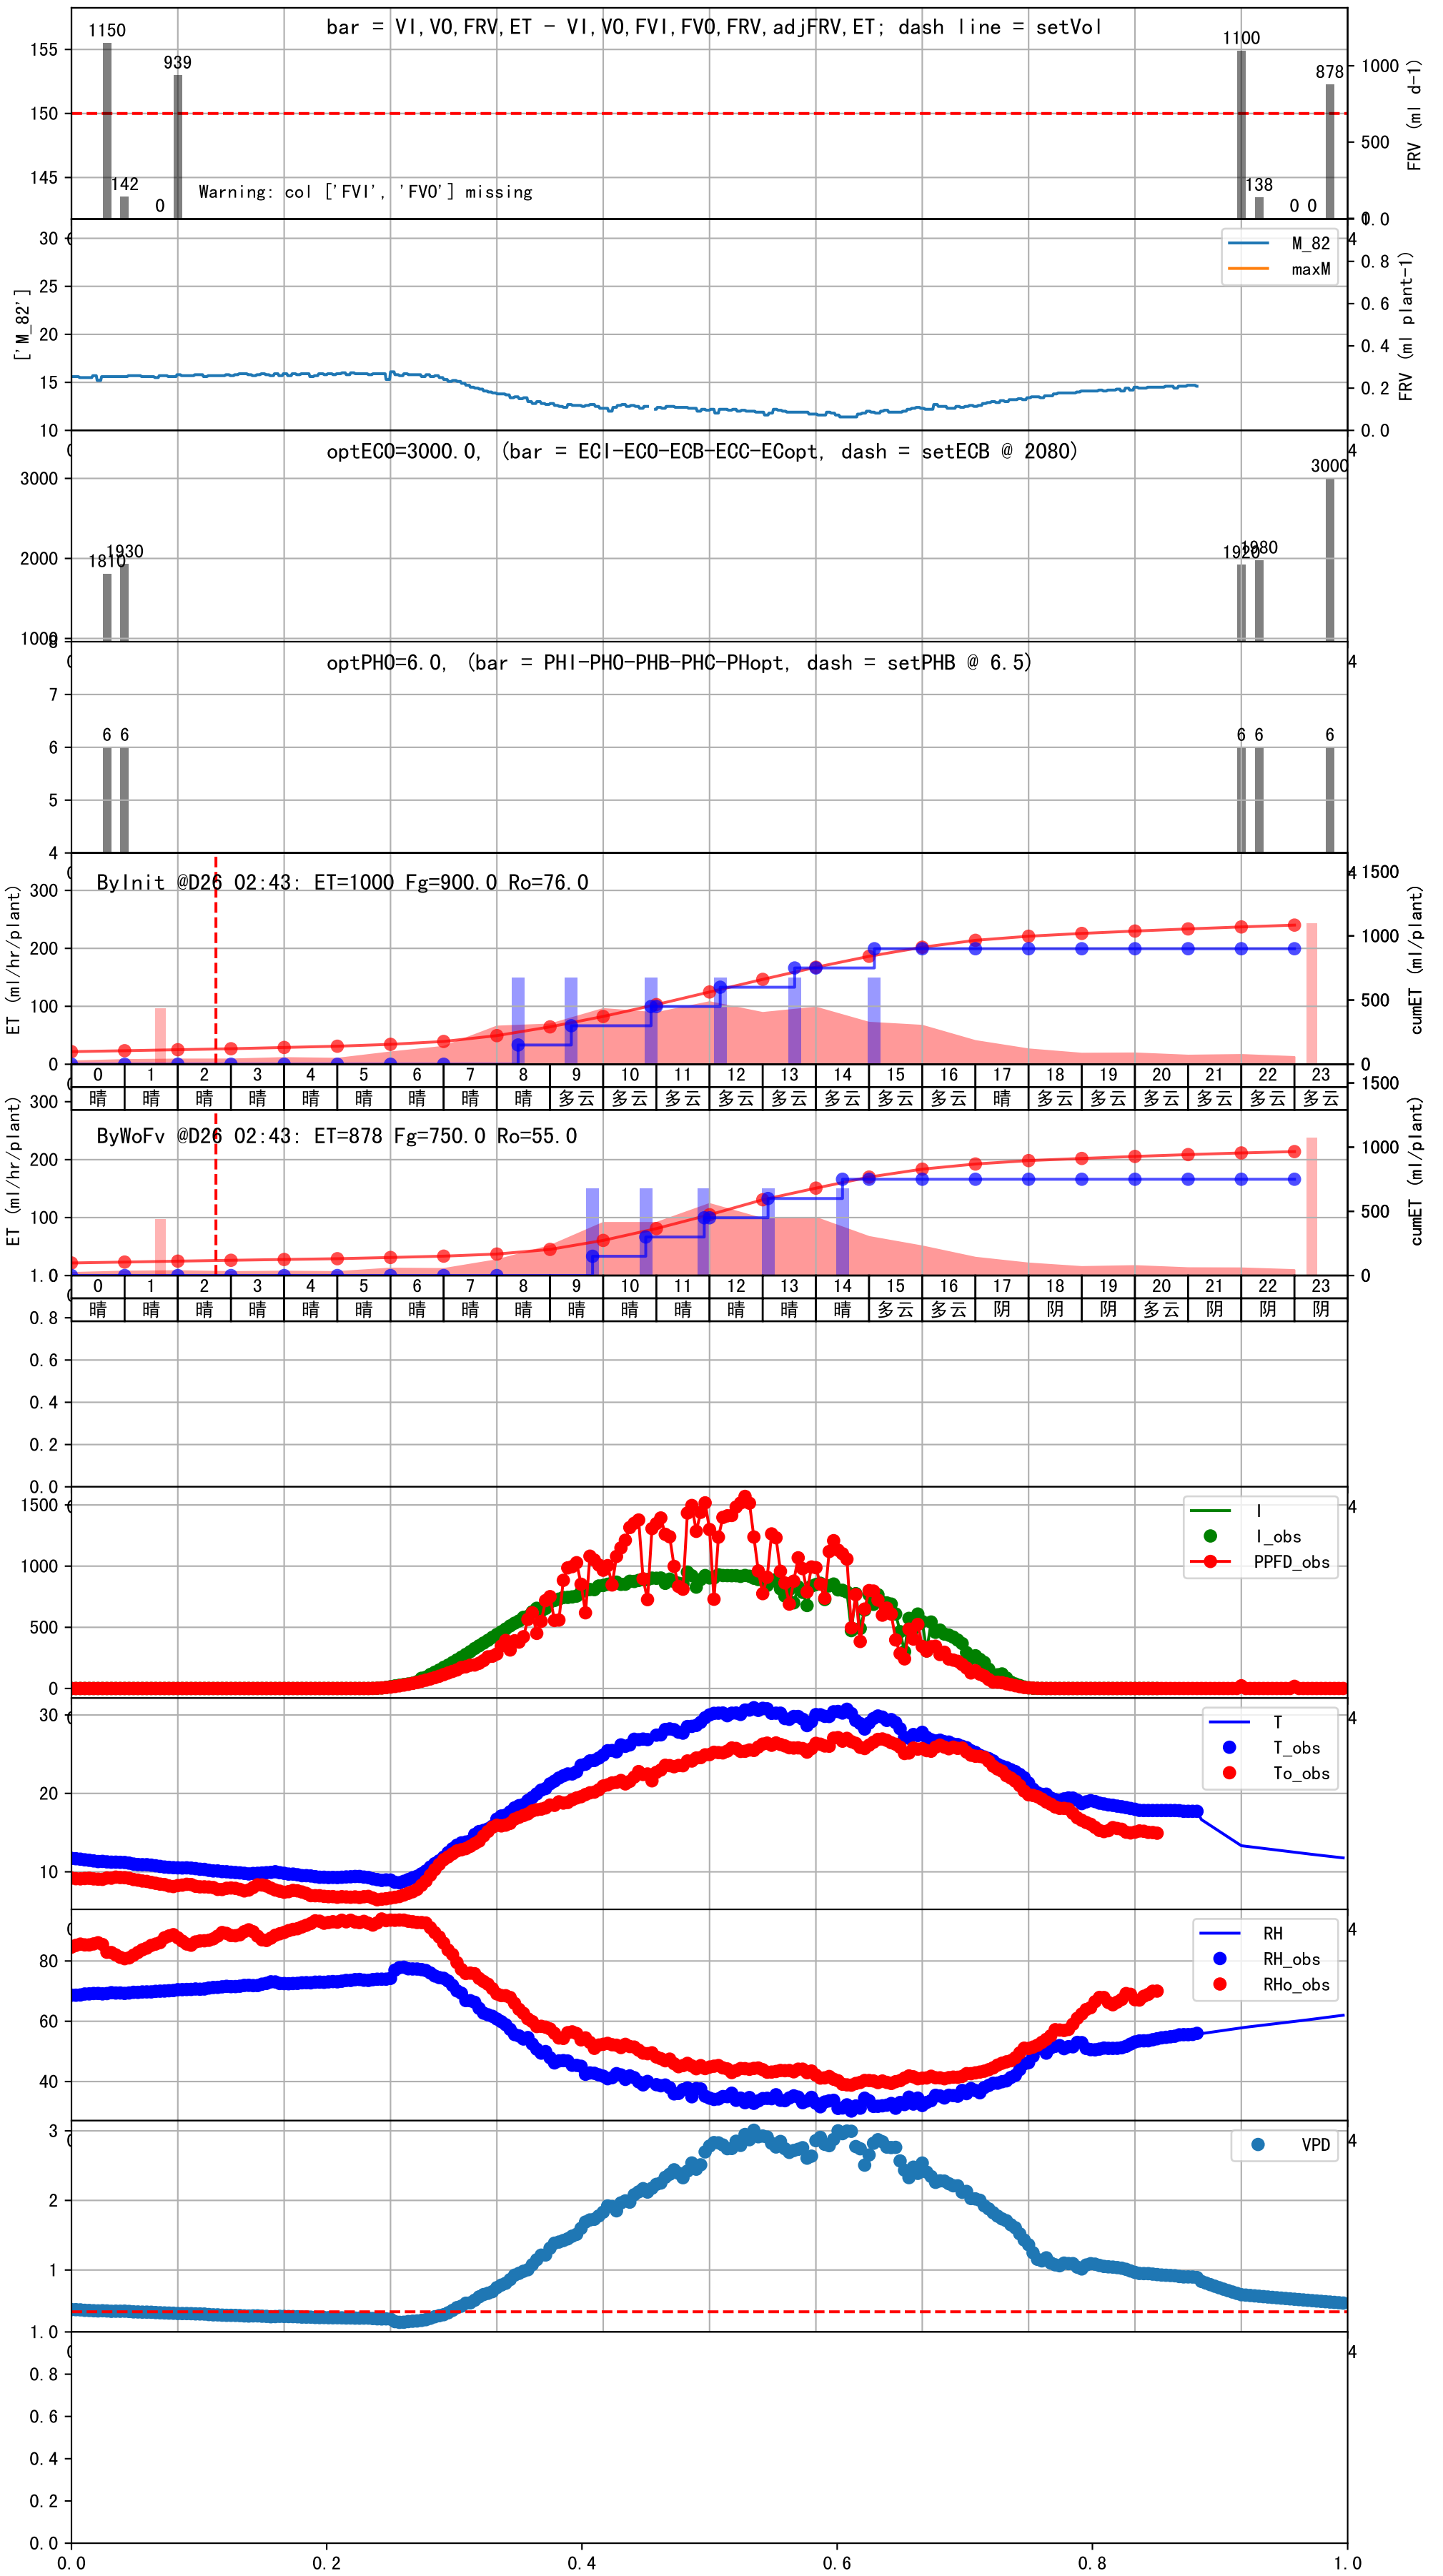 bar = VI,VO,FRV,ET - VI,VO,FVI,FVO,FRV,adjFRV,ET; dash line = setVol
1150
142
0
939
1100
138
0 0
878
155
150
145
1000
500
0
FRV (ml d-1)
Warning: col ['FVI', 'FVO'] missing
M_82
maxM
30
25
20
15
10
['M_82']
1.0
0.8
0.6
0.4
0.2
0.0
FRV (ml plant-1)
optECO=3000.0, (bar = ECI-ECO-ECB-ECC-ECopt, dash = setECB @ 2080)
3000
2000
1000
1810
1930
1920
1980
3000
optPHO=6.0, (bar = PHI-PHO-PHB-PHC-PHopt, dash = setPHB @ 6.5)
8
7
6
5
4
6 6
6 6
6
ByInit @D26 02:43: ET=1000 Fg=900.0 Ro=76.0
300
200
100
0
ET (ml/hr/plant)
1500
1000
500
0
cumET (ml/plant)
0 1 2 3 4 5 6 7 8 9 10 11 12 13 14 15 16 17 18 19 20 21 22 23
晴 晴 晴 晴 晴 晴 晴 晴 晴 多云 多云 多云 多云 多云 多云 多云 多云 晴 多云 多云 多云 多云 多云 多云
ByWoFv @D26 02:43: ET=878 Fg=750.0 Ro=55.0
300
200
100
ET (ml/hr/plant)
1500
1000
500
0
cumET (ml/plant)
0 1 2 3 4 5 6 7 8 9 10 11 12 13 14 15 16 17 18 19 20 21 22 23
晴 晴 晴 晴 晴 晴 晴 晴 晴 晴 晴 晴 晴 晴 晴 多云 多云 阴 阴 阴 多云 阴 阴 阴
1.0
0.8
0.6
0.4
0.2
0.0
I
I_obs
PPFD_obs
1500
1000
500
0
T
T_obs
To_obs
30
20
10
RH
RH_obs
RHo_obs
80
60
40
VPD
3
2
1
1.0
0.8
0.6
0.4
0.2
0.0
0.0 0.2 0.4 0.6 0.8 1.0